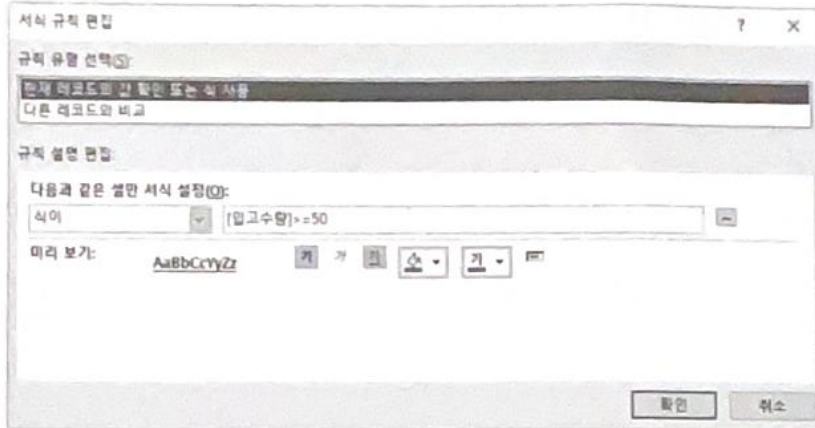 서식 규칙 편집
? ×
규칙 유형 선택(S):
현재 레코드의 값 확인 또는 식 사용
다른 레코드와 비교
규칙 설명 편집:
다음과 같은 셀만 서식 설정(O):
식이 [입고수량]>=50 ...
미리 보기: AaBbCcYyZz 가 가 가 가
확인 취소